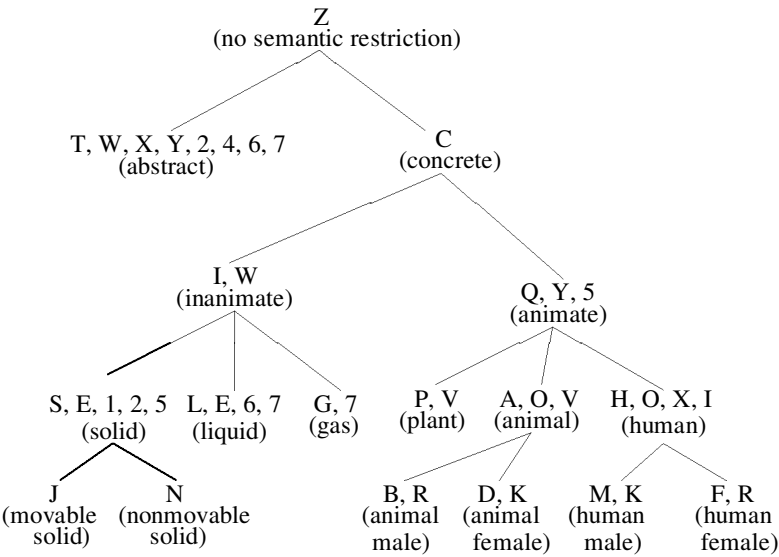 Z
(no semantic restriction)
T, W, X, Y, 2, 4, 6, 7
(abstract)
C
(concrete)
I, W
(inanimate)
Q, Y, 5
(animate)
S, E, 1, 2, 5
(solid)
L, E, 6, 7
(liquid)
G, 7
(gas)
P, V
(plant)
A, O, V
(animal)
H, O, X, I
(human)
J
(movable
solid)
N
(nonmovable
solid)
B, R
(animal
male)
D, K
(animal
female)
M, K
(human
male)
F, R
(human
female)